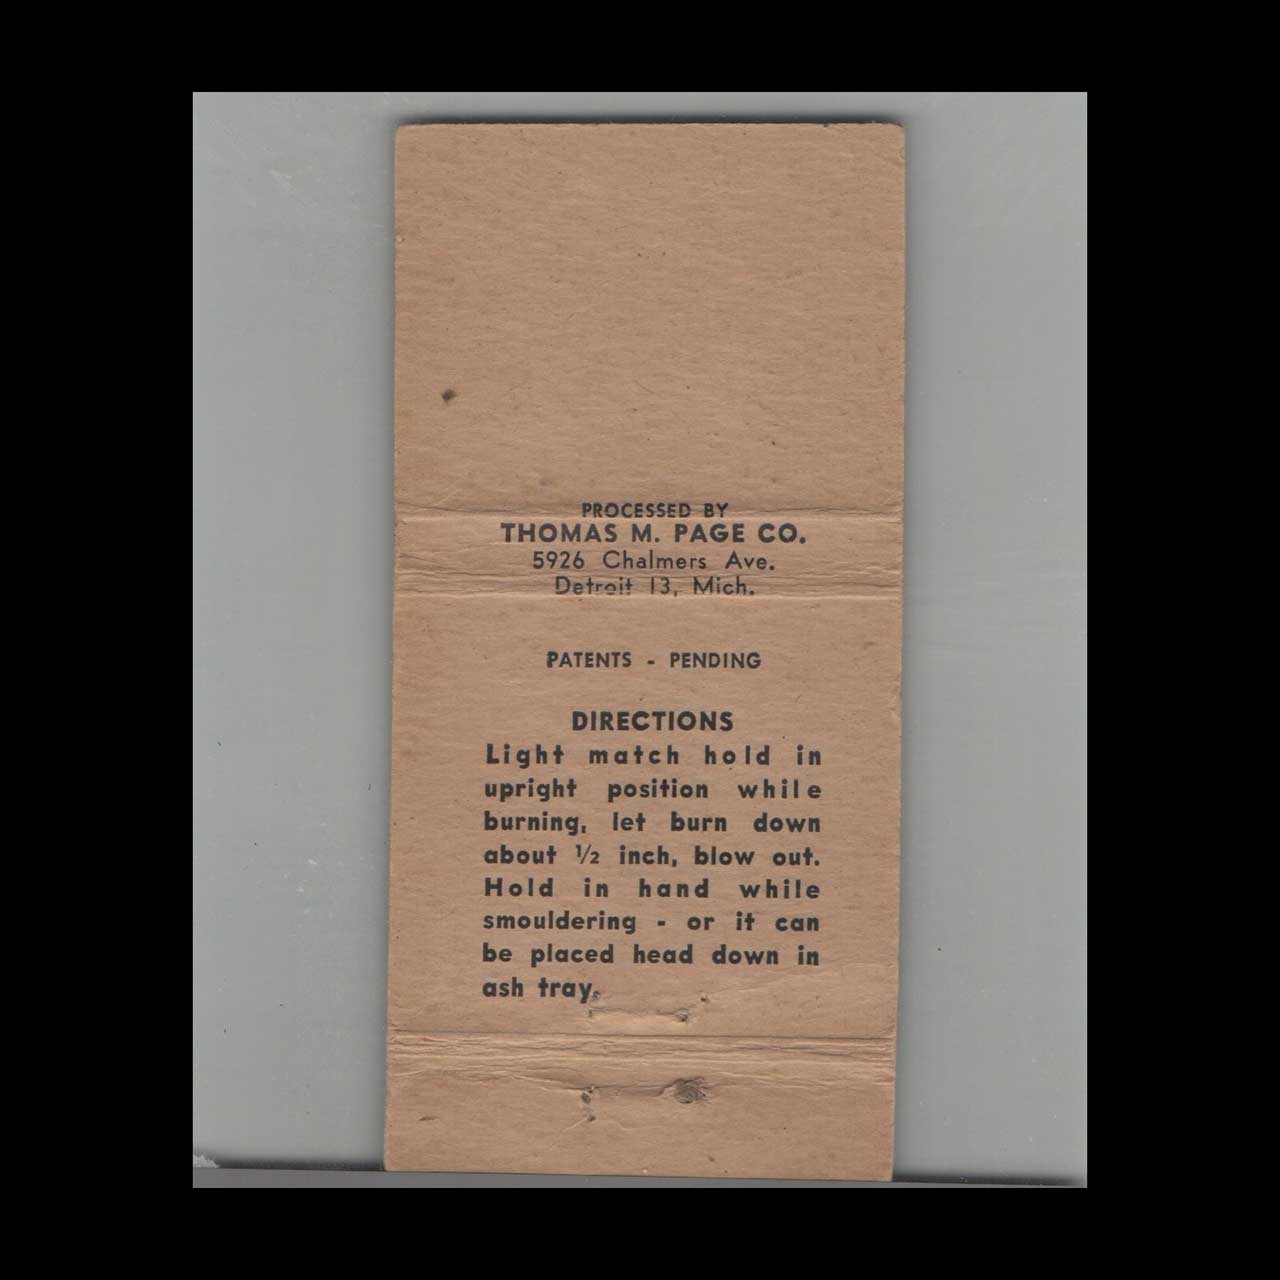 PROCESSED BY
THOMAS M. PAGE CO.
5926 Chalmers Ave.
Detroit 13, Mich.
PATENTS - PENDING
DIRECTIONS
Light match hold in
upright position while
burning, let burn down
about ½ inch, blow out.
Hold in hand while
smouldering - or it can
be placed head down in
ash tray.